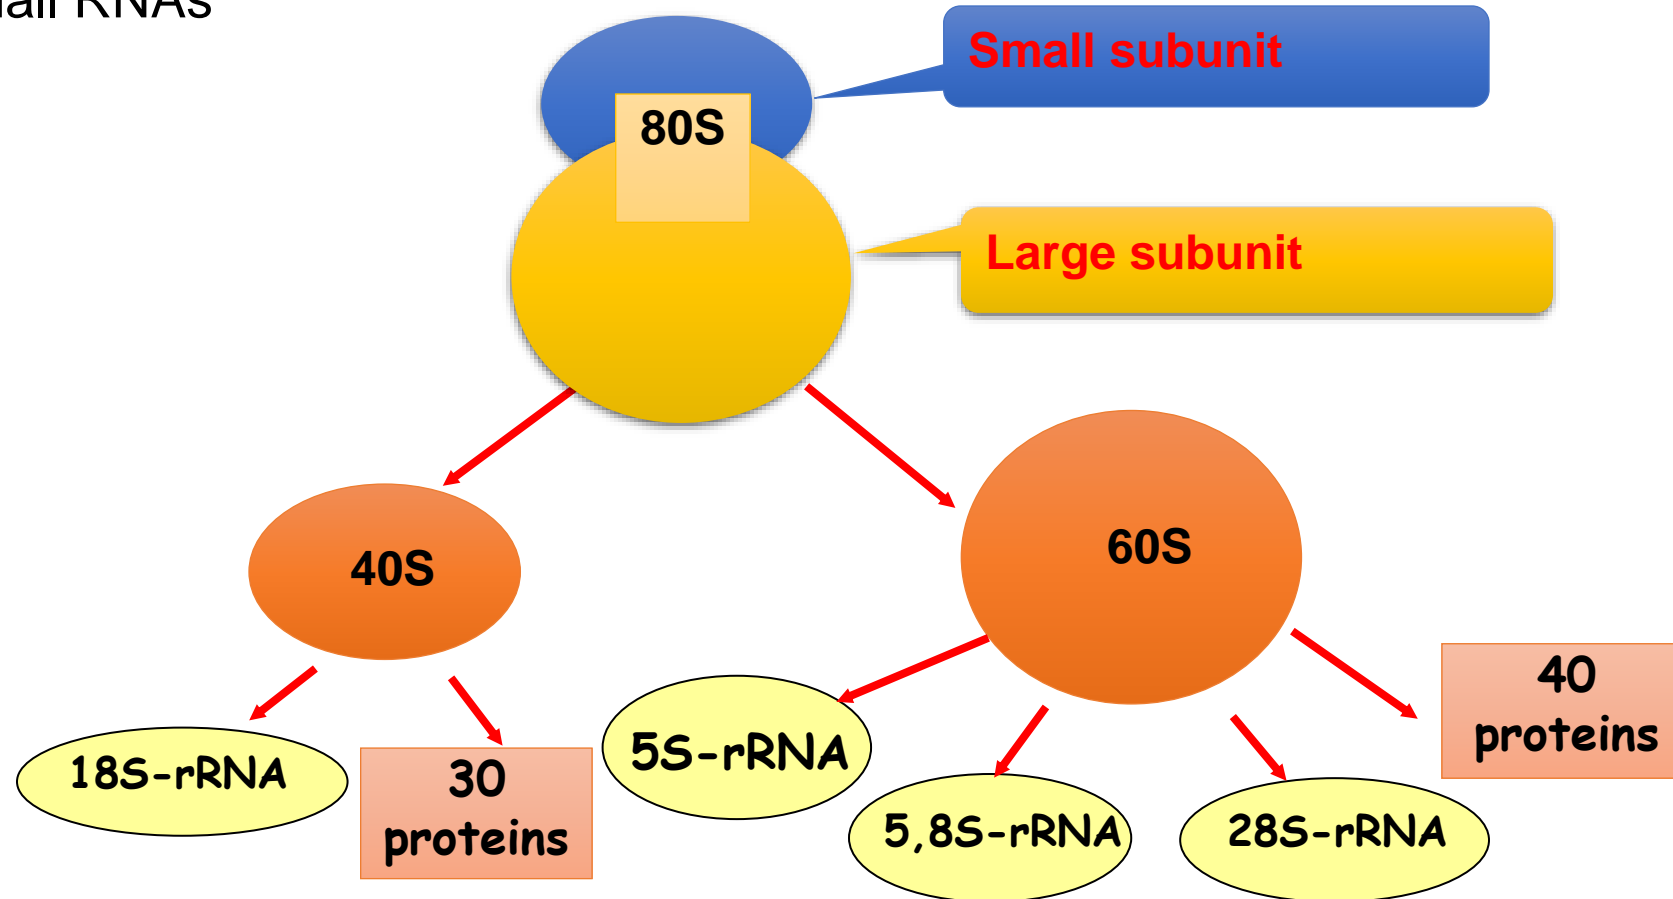 RNAs
Small subunit
80S
Large subunit
40S
60S
18S-rRNA
30
proteins
5S-rRNA
5,8S-rRNA
28S-rRNA
40
proteins